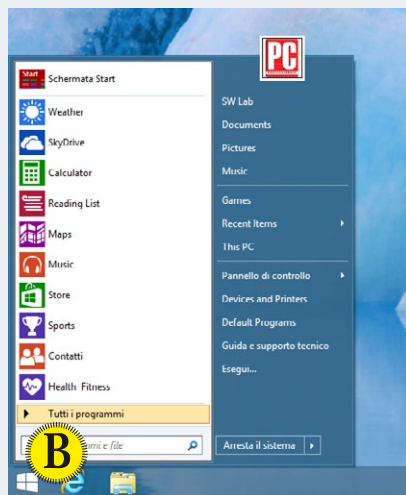 Start
Schermata Start
Weather
SkyDrive
Calculator
Reading List
Maps
Music
Store
Sports
Contatti
Health Fitness
Tutti i programmi
e file
B
PC
SW Lab
Documents
Pictures
Music
Games
Recent Items
This PC
Pannello di controllo
Devices and Printers
Default Programs
Guida e supporto tecnico
Esegui...
Arresta il sistema